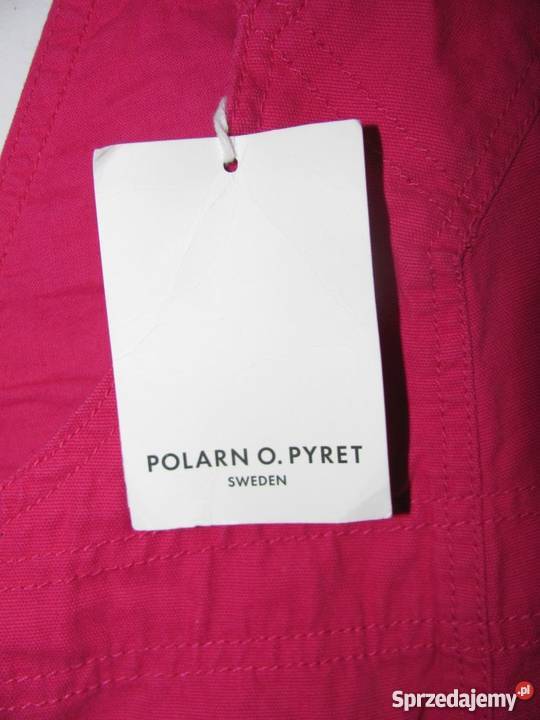 POLARN O. PYRET
SWEDEN
Sprzedajemy.pl